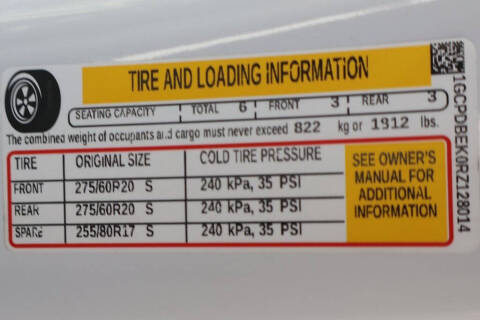 TIRE AND LOADING INFORMATION
SEATING CAPACITY TOTAL 6 FRONT 3 REAR 3
The combined weight of occupants and cargo must never exceed 822 kg or 1812 lbs.
TIRE ORIGINAL SIZE COLD TIRE PRESSURE
FRONT 275/60R20 S 240 kPa, 35 PSI
REAR 275/60R20 S 240 kPa, 35 PSI
SPARE 255/80R17 S 240 kPa, 35 PSI
SEE OWNER'S
MANUAL FOR
ADDITIONAL
INFORMATION
1GCPDBEK0RZ128014